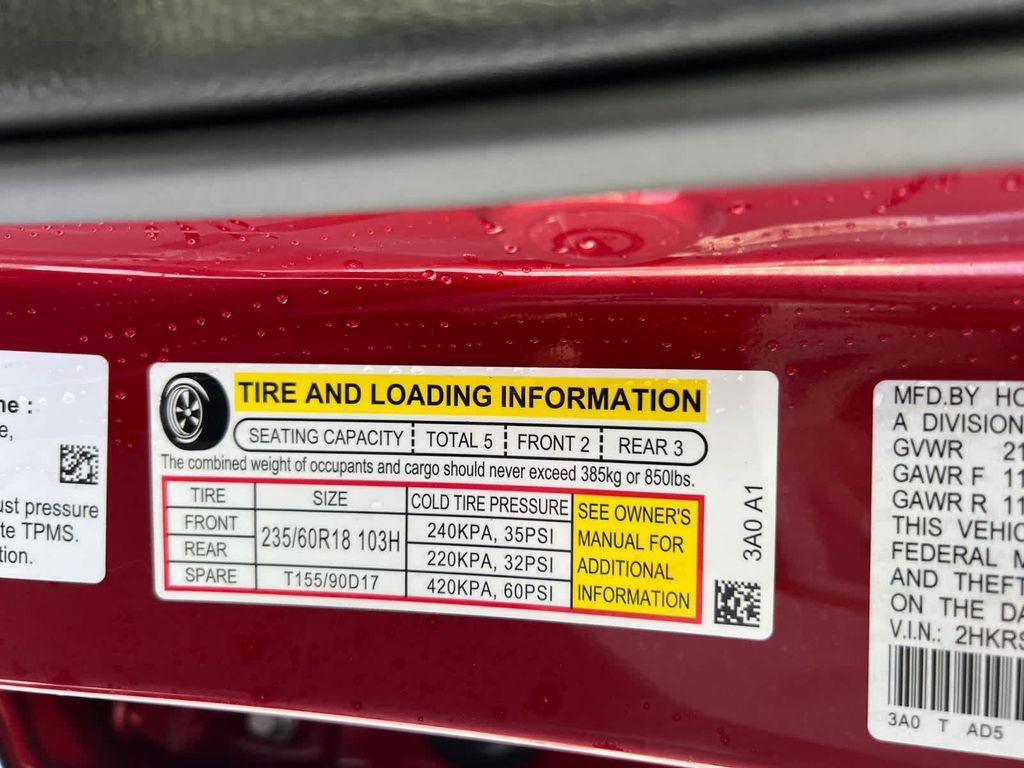 ne :
e,
ust pressure
te TPMS.
tion.
TIRE AND LOADING INFORMATION
SEATING CAPACITY TOTAL 5 FRONT 2 REAR 3
The combined weight of occupants and cargo should never exceed 385kg or 850lbs.
TIRE SIZE COLD TIRE PRESSURE SEE OWNER'S MANUAL FOR ADDITIONAL INFORMATION
FRONT 235/60R18 103H 240KPA, 35PSI
REAR 220KPA, 32PSI
SPARE T155/90D17 420KPA, 60PSI
3A0 A1
MFD.BY HO
A DIVISION
GVWR 21
GAWR F 11
GAWR R 11
THIS VEHIC
FEDERAL M
AND THEFT
ON THE DA
V.I.N.: 2HKRS
3A0 T AD5